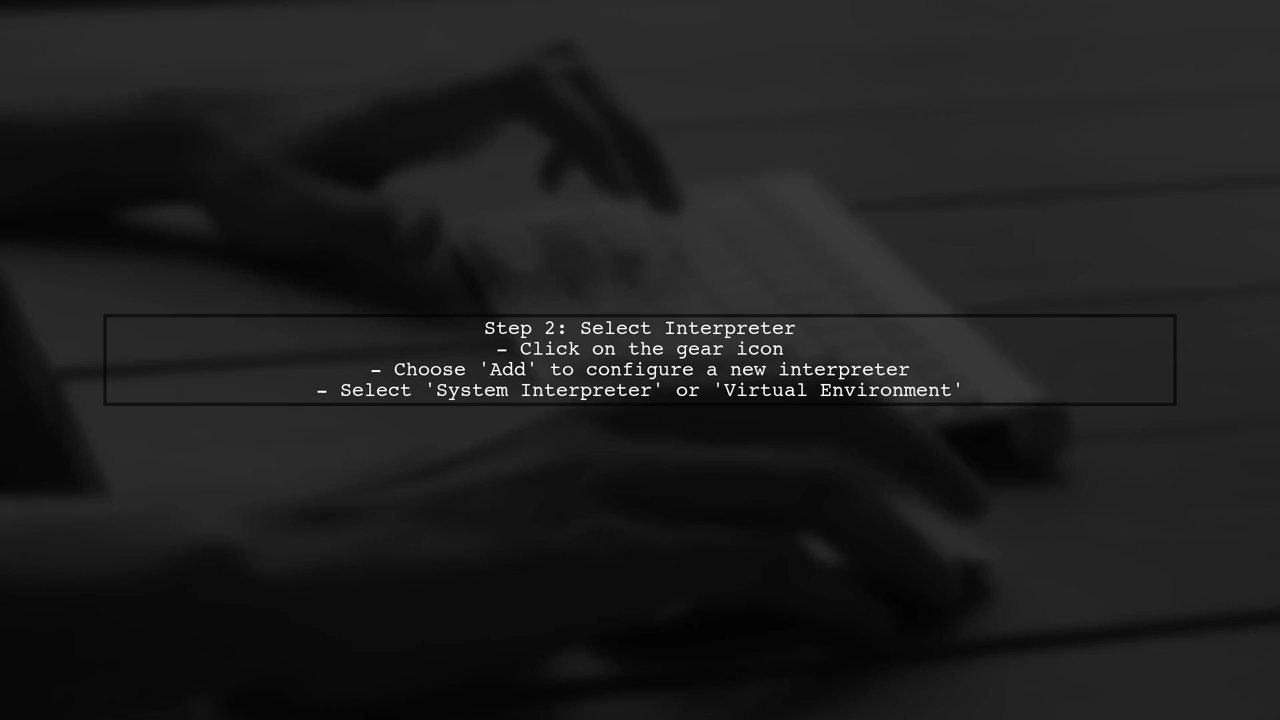 Step 2: Select Interpreter
- Click on the gear icon
- Choose 'Add' to configure a new interpreter
- Select 'System Interpreter' or 'Virtual Environment'